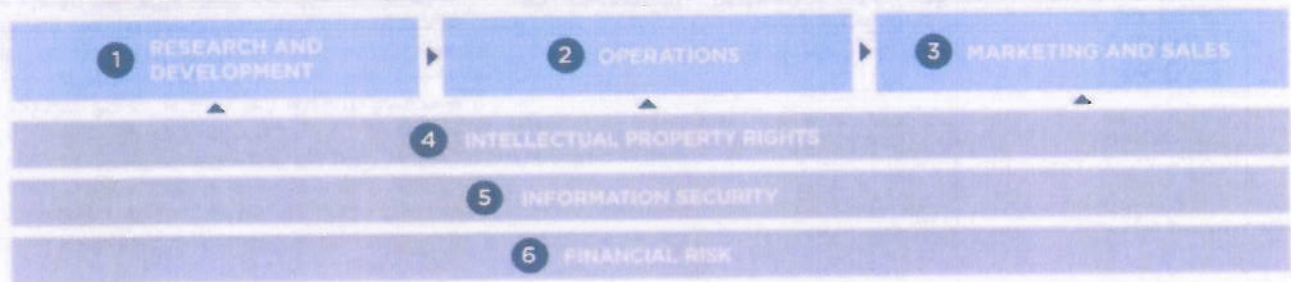 1 RESEARCH AND
DEVELOPMENT
2 OPERATIONS
3 MARKETING AND SALES
4 INTELLECTUAL PROPERTY RIGHTS
5 INFORMATION SECURITY
6 FINANCIAL RISK